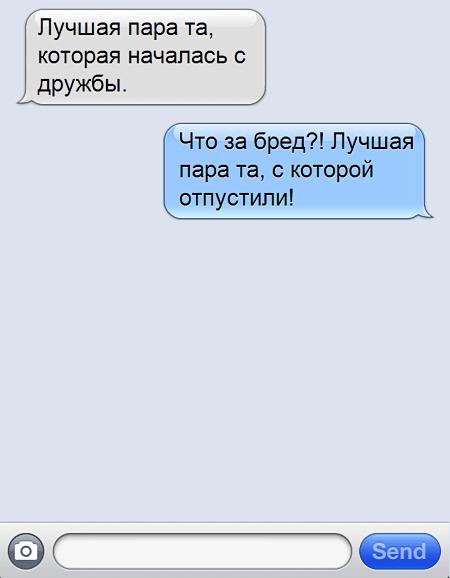 Лучшая пара та,
которая началась с
дружбы.
Что за бред?! Лучшая
пара та, с которой
отпустили!
Send